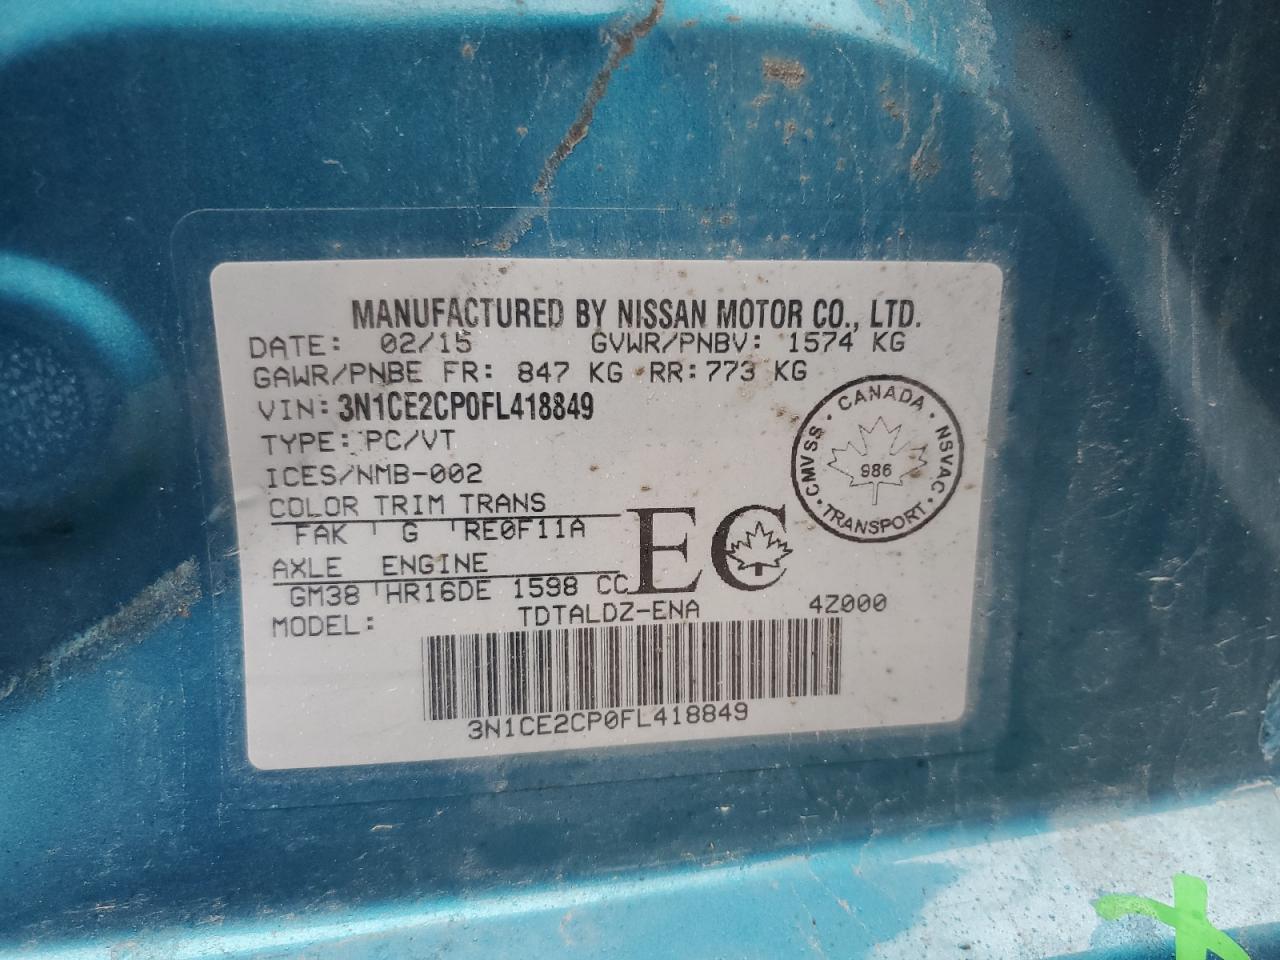 MANUFACTURED BY NISSAN MOTOR CO., LTD.
DATE: 02/15 GVWR/PNBV: 1574 KG
GAWR/PNBE FR: 847 KG RR: 773 KG
VIN: 3N1CE2CP0FL418849
TYPE: PC/VT
ICES/NMB-002
COLOR TRIM TRANS
FAK G RE0F11A
AXLE ENGINE
GM38 HR16DE 1598 CC
MODEL: TDTALDZ-ENA 4Z000
3N1CE2CP0FL418849
EC
CANADA · NSVAC · TRANSPORT · CMVSS ·
986